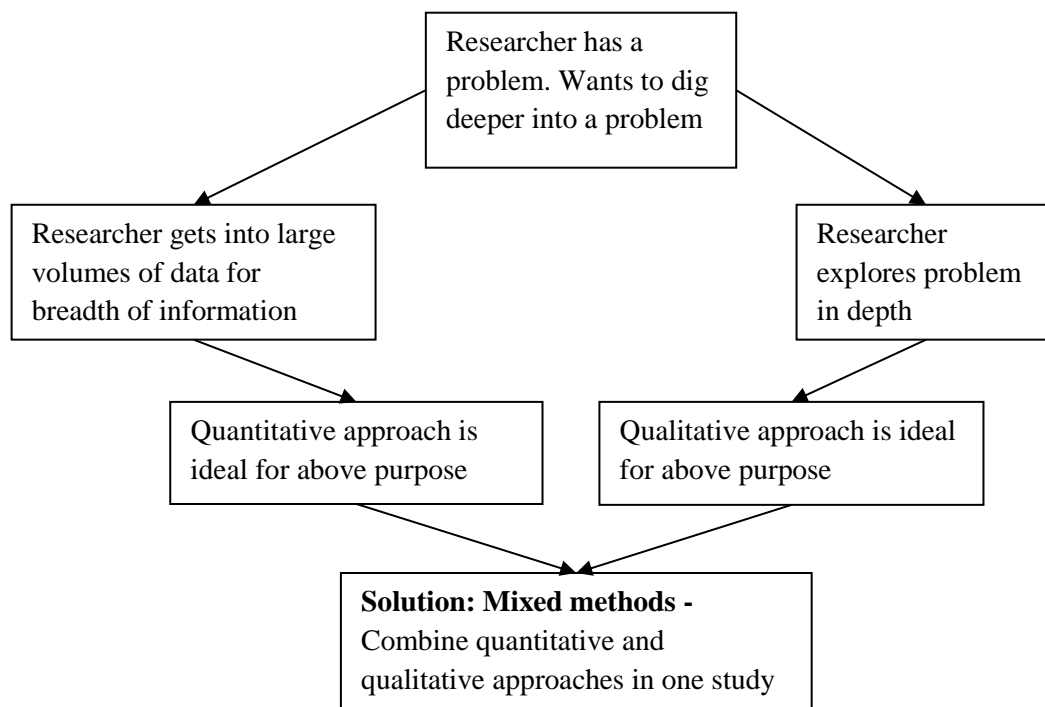 Researcher has a
problem. Wants to dig
deeper into a problem
Researcher gets into large
volumes of data for
breadth of information
Researcher
explores problem
in depth
Quantitative approach is
ideal for above purpose
Qualitative approach is ideal
for above purpose
Solution: Mixed methods -
Combine quantitative and
qualitative approaches in one study